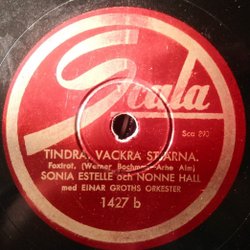 Scala
Sca 890
TINDRA, VACKRA STJÄRNA.
Foxtrot. (Werner Bochmann-Arne Alm)
SONIA ESTELLE och NONNE HALL
med EINAR GROTHS ORKESTER
1427 b